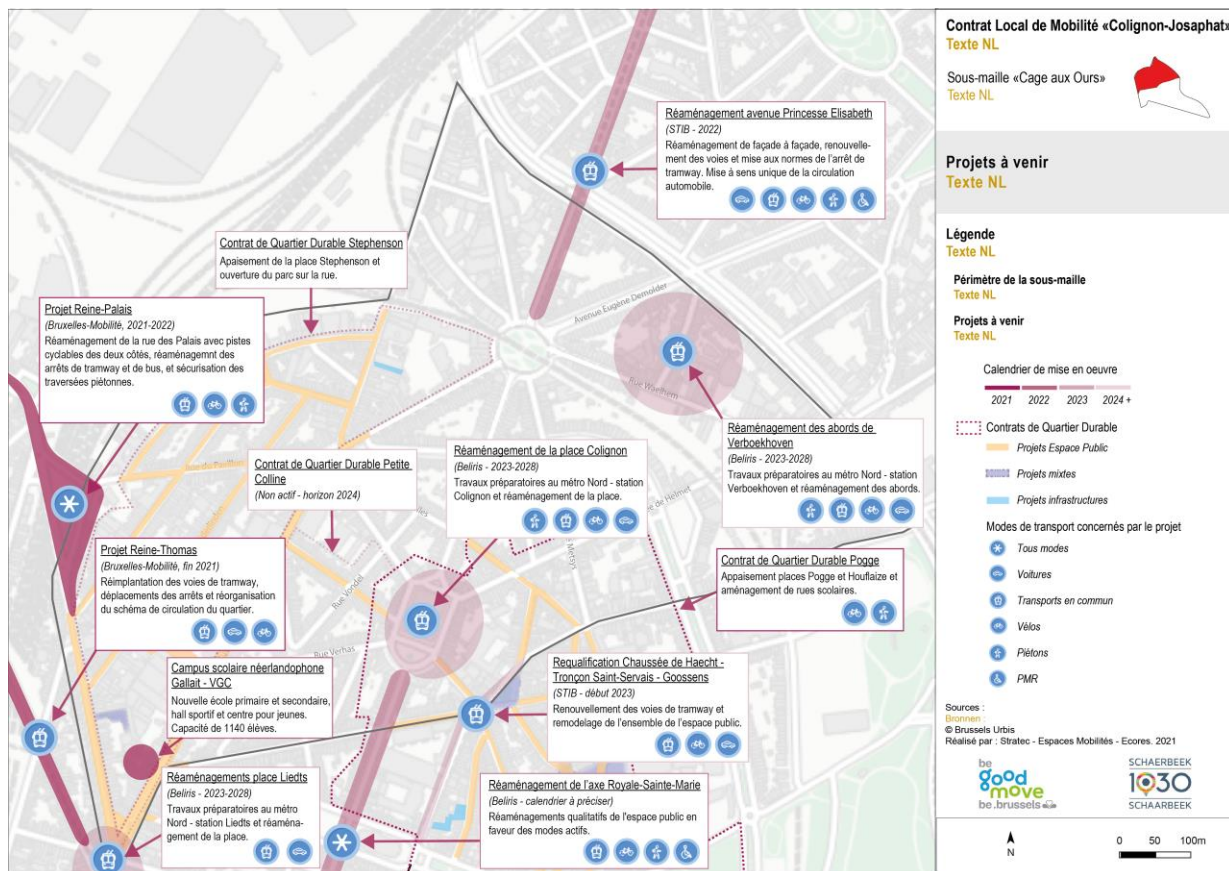 Réaménagement avenue Princesse Elisabeth
(STIB - 2022)
Réaménagement de façade à façade, renouvelle-
ment des voies et mise aux normes de l'arrêt de
tramway. Mise à sens unique de la circulation
automobile.
Contrat de Quartier Durable Stephenson
Apaisement de la place Stephenson et
ouverture du parc sur la rue.
Avenue Eugène Demolder
Projet Reine-Palais
(Bruxelles-Mobilité, 2021-2022)
Réaménagement de la rue des Palais avec pistes
cyclables des deux côtés, réaménagemnt des
arrêts de tramway et de bus, et sécurisation des
traversées piétonnes.
Réaménagement des abords de
Verboekhoven
(Beliris - 2023-2028)
Travaux préparatoires au métro Nord - station
Verboekhoven et réaménagement des abords.
Réaménagement de la place Colignon
(Beliris - 2023-2028)
Travaux préparatoires au métro Nord - station
Colignon et réaménagement de la place.
Contrat de Quartier Durable Petite
Colline
(Non actif - horizon 2024)
de Helmet
Metsys
Projet Reine-Thomas
(Bruxelles-Mobilité, fin 2021)
Réimplantation des voies de tramway,
déplacements des arrêts et réorganisation
du schéma de circulation du quartier.
Contrat de Quartier Durable Pogge
Appaisement places Pogge et Houffalaize et
aménagement de rues scolaires.
Rue Vondel
Rue Verhas
Campus scolaire néerlandophone
Gallait - VGC
Nouvelle école primaire et secondaire,
hall sportif et centre pour jeunes.
Capacité de 1140 élèves.
Requalification Chaussée de Haecht -
Tronçon Saint-Servais - Goossens
(STIB - début 2023)
Renouvellement des voies de tramway et
remodelage de l'ensemble de l'espace public.
Réaménagements place Liedts
(Beliris - 2023-2028)
Travaux préparatoires au métro
Nord - station Liedts et réaména-
gement de la place.
Réaménagement de l'axe Royale-Sainte-Marie
(Beliris - calendrier à préciser)
Réaménagements qualitatifs de l'espace public en
faveur des modes actifs.
Contrat Local de Mobilité «Colignon-Josaphat»
Texte NL
Sous-maille «Cage aux Ours»
Texte NL
Projets à venir
Texte NL
Légende
Texte NL
Périmètre de la sous-maille
Texte NL
Projets à venir
Texte NL
Calendrier de mise en oeuvre
2021 2022 2023 2024 +
Contrats de Quartier Durable
Projets Espace Public
Projets mixtes
Projets infrastructures
Modes de transport concernés par le projet
Tous modes
Voitures
Transports en commun
Vélos
Piétons
PMR
Sources :
Bronnen :
© Brussels Urbis
Réalisé par : Stratec - Espaces Mobilités - Ecores. 2021
be
good
move
be.brussels
SCHAERBEEK
1030
SCHAARBEEK
N
0 50 100m